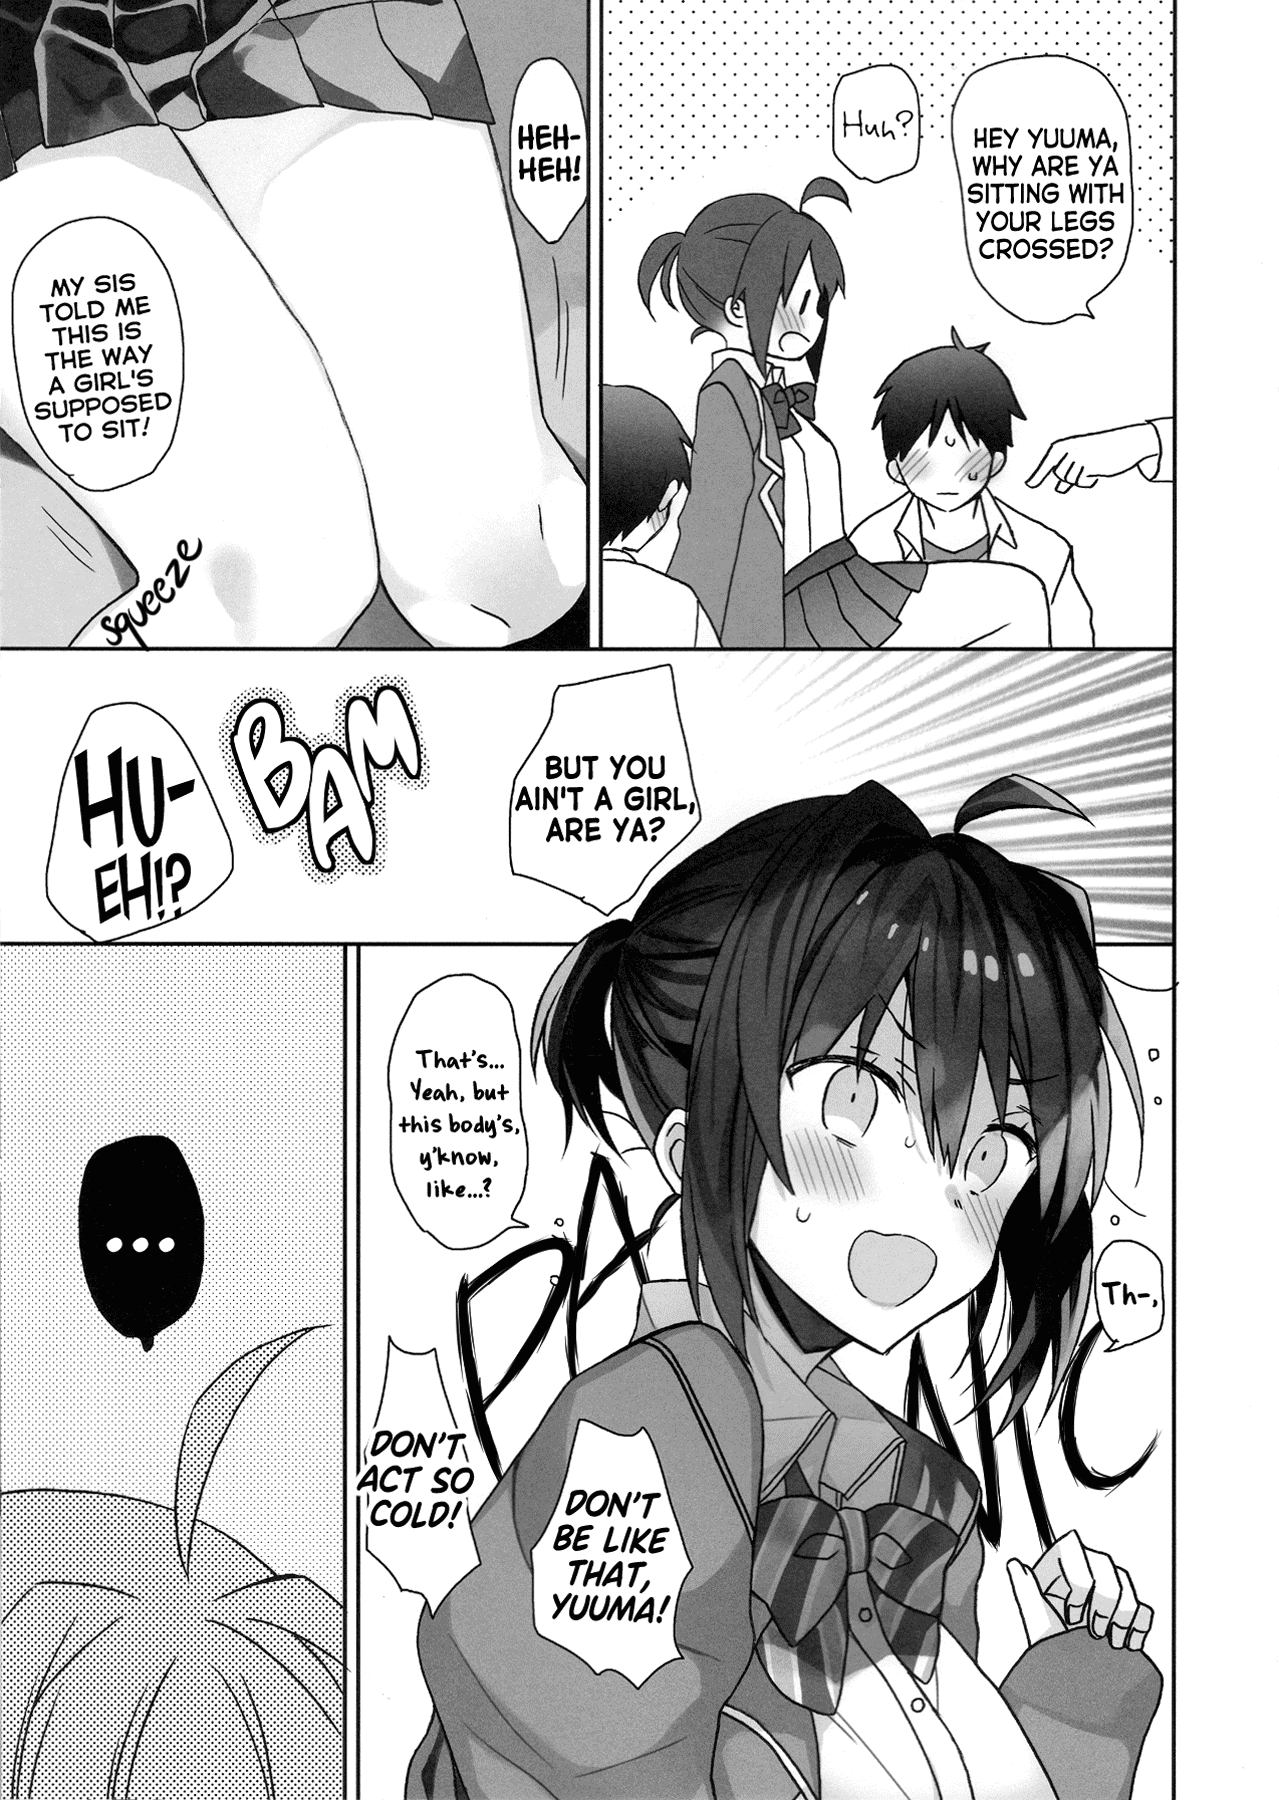 HEY YUUMA,
WHY ARE YA
SITTING WITH
YOUR LEGS
CROSSED?
Huh?
HEH-
HEH!
MY SIS
TOLD ME
THIS IS
THE WAY
A GIRL'S
SUPPOSED
TO SIT!
squeeze
BUT YOU
AIN'T A GIRL,
ARE YA?
BAM
HU-
EH!?
Th-,
That's...
Yeah, but
this body's,
y'know,
like...?
PANIC
DON'T
BE LIKE
THAT,
YUUMA!
DON'T
ACT SO
COLD!
...